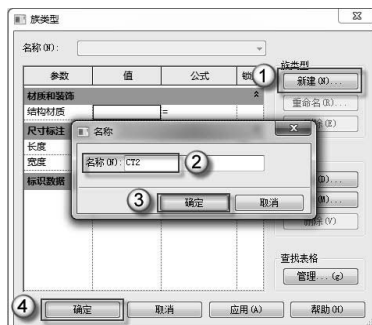 族类型
名称(N):
族类型
参数 值 公式
① 新建(N)...
材质和装饰
重命名(R)...
结构材质 =
尺寸标注
名称
长度
宽度
名称(N): CT2 ②
标识数据
③ 确定 取消
查找表格
管理...(g)
④ 确定 取消 应用(A) 帮助(H)